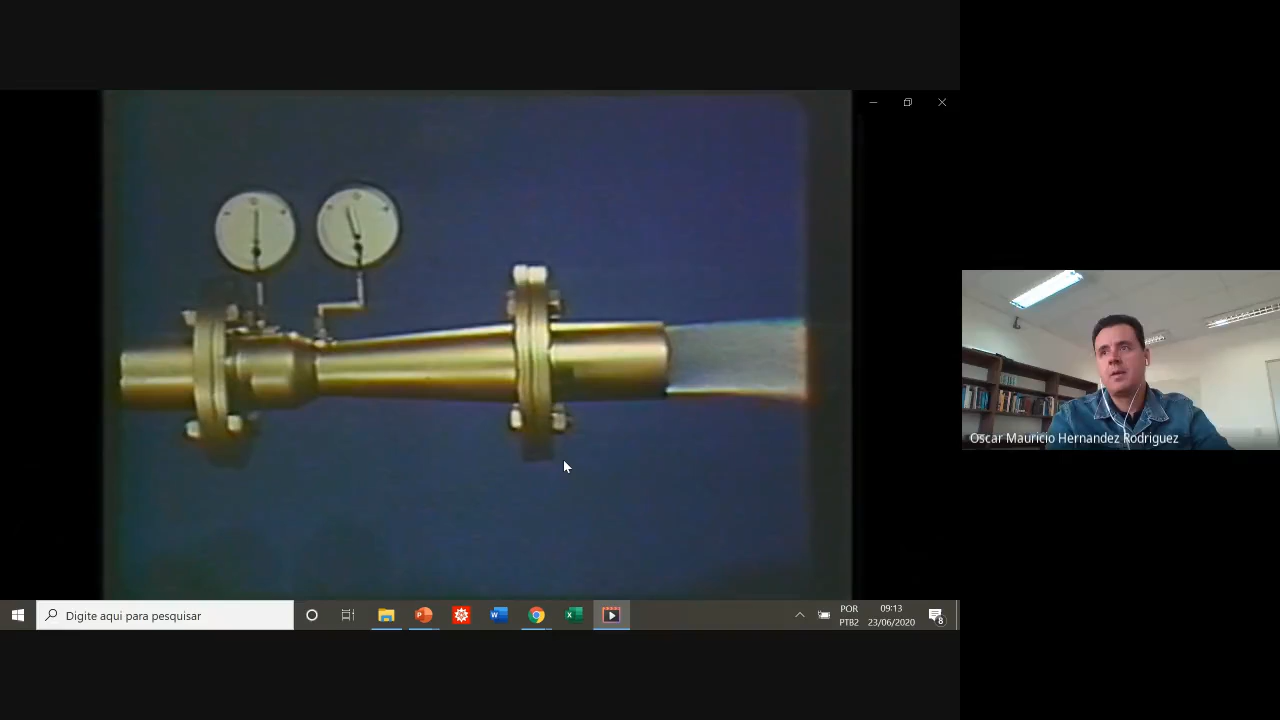 Oscar Mauricio Hernandez Rodriguez
Digite aqui para pesquisar
POR
PTB2
09:13
23/06/2020
8